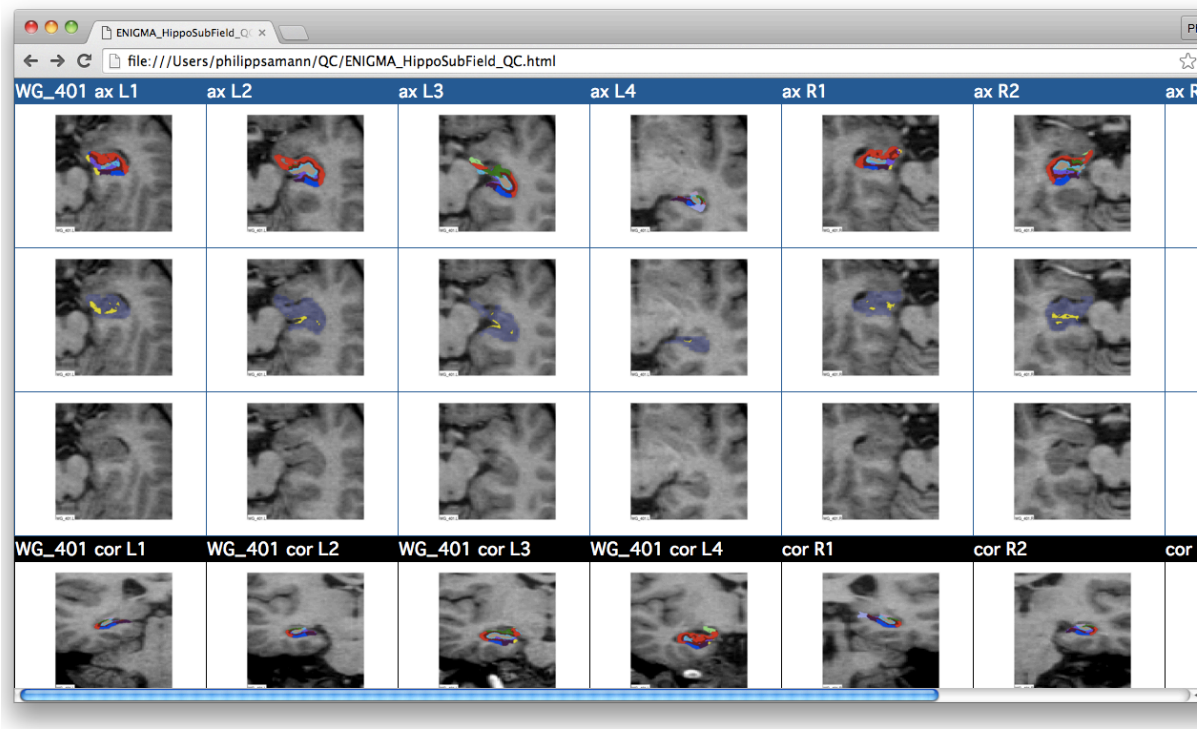 ENIGMA_HippoSubField_Q
file:///Users/philippsamann/QC/ENIGMA_HippoSubField_QC.html
WG_401 ax L1 ax L2 ax L3 ax L4 ax R1 ax R2 ax
WG_401 cor L1 WG_401 cor L2 WG_401 cor L3 WG_401 cor L4 cor R1 cor R2 cor